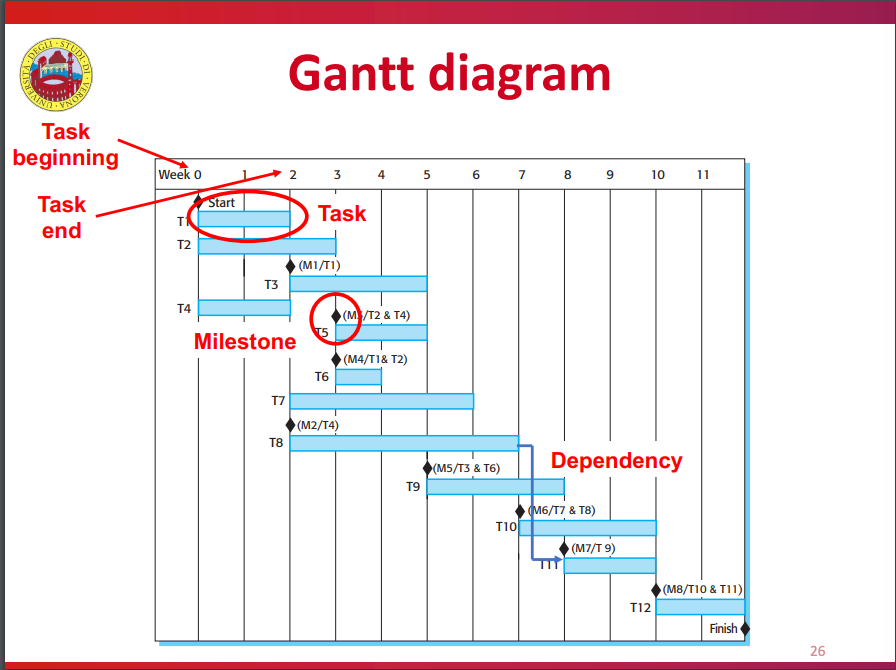 Gantt diagram
UNIVERSITÀ DEGLI STUDI DI VERONA
Task
beginning
Week 0 1 2 3 4 5 6 7 8 9 10 11
Task
end
Start
T1
Task
T2
(M1/T1)
T3
T4
(M3/T2 & T4)
T5
Milestone
(M4/T1& T2)
T6
T7
(M2/T4)
T8
Dependency
(M5/T3 & T6)
T9
(M6/T7 & T8)
T10
(M7/T 9)
T11
(M8/T10 & T11)
T12
Finish
26